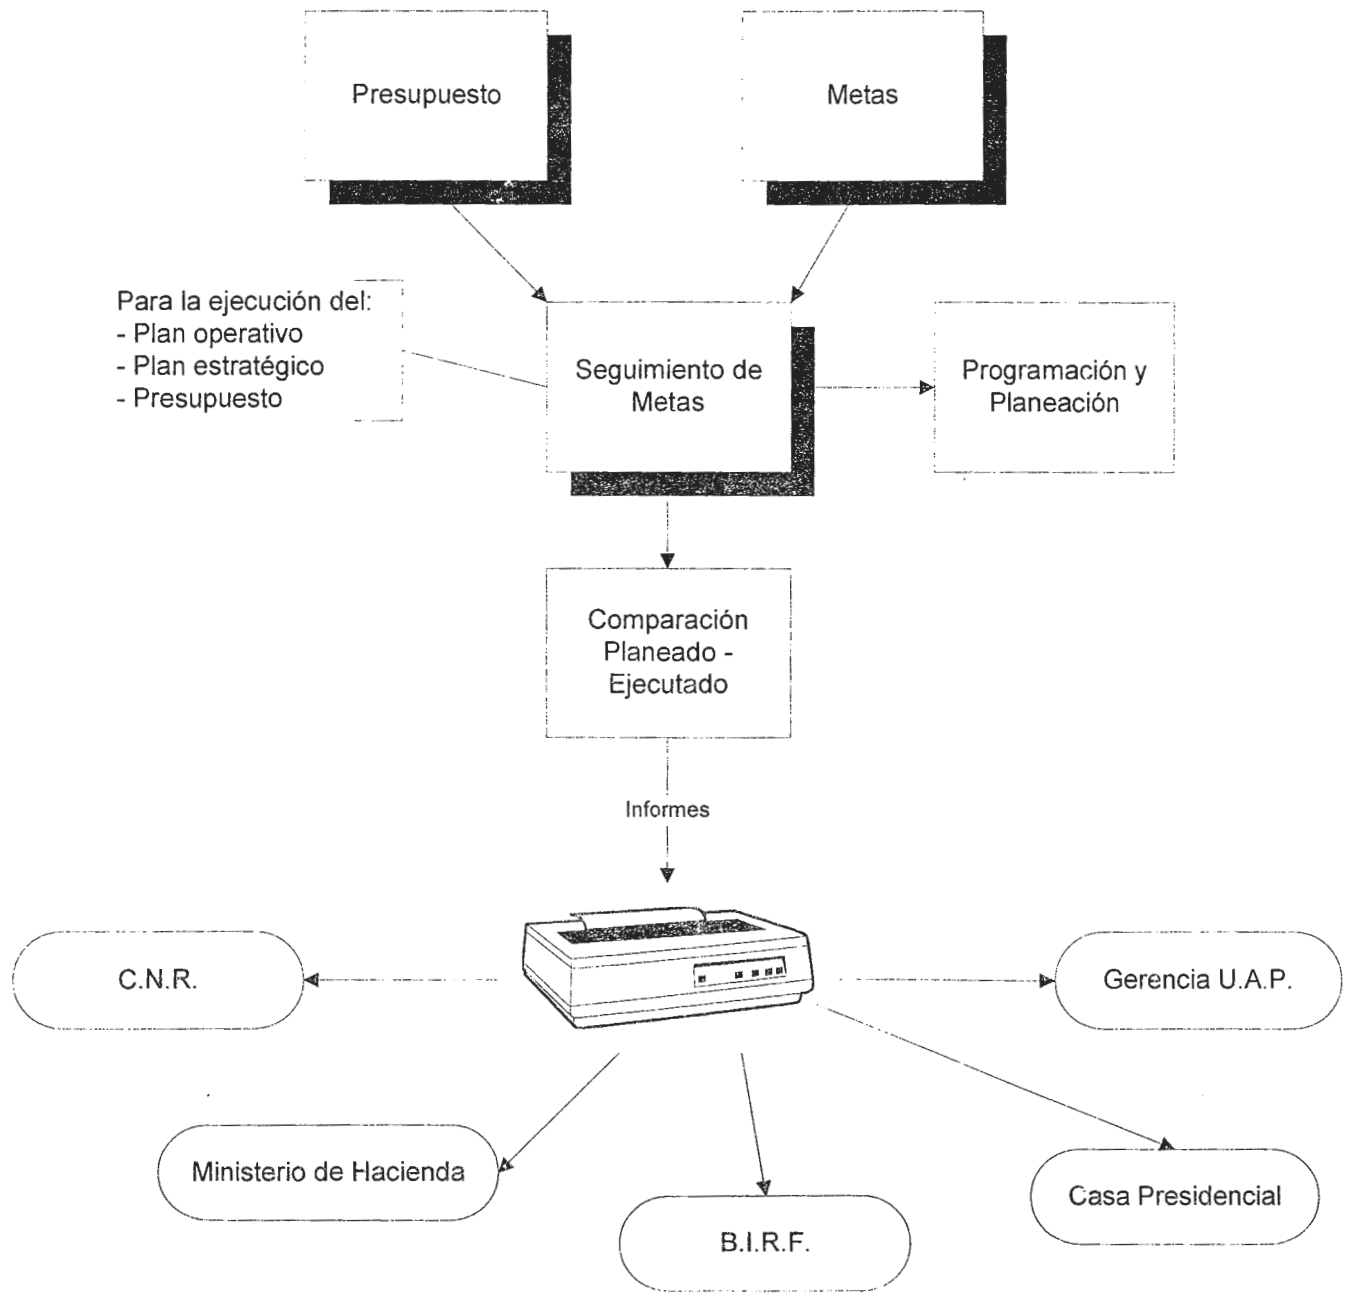 Presupuesto
Metas
Para la ejecución del:
- Plan operativo
- Plan estratégico
- Presupuesto
Seguimiento de
Metas
Programación y
Planeación
Comparación
Planeado -
Ejecutado
Informes
C.N.R.
Gerencia U.A.P.
Ministerio de Hacienda
Casa Presidencial
B.I.R.F.